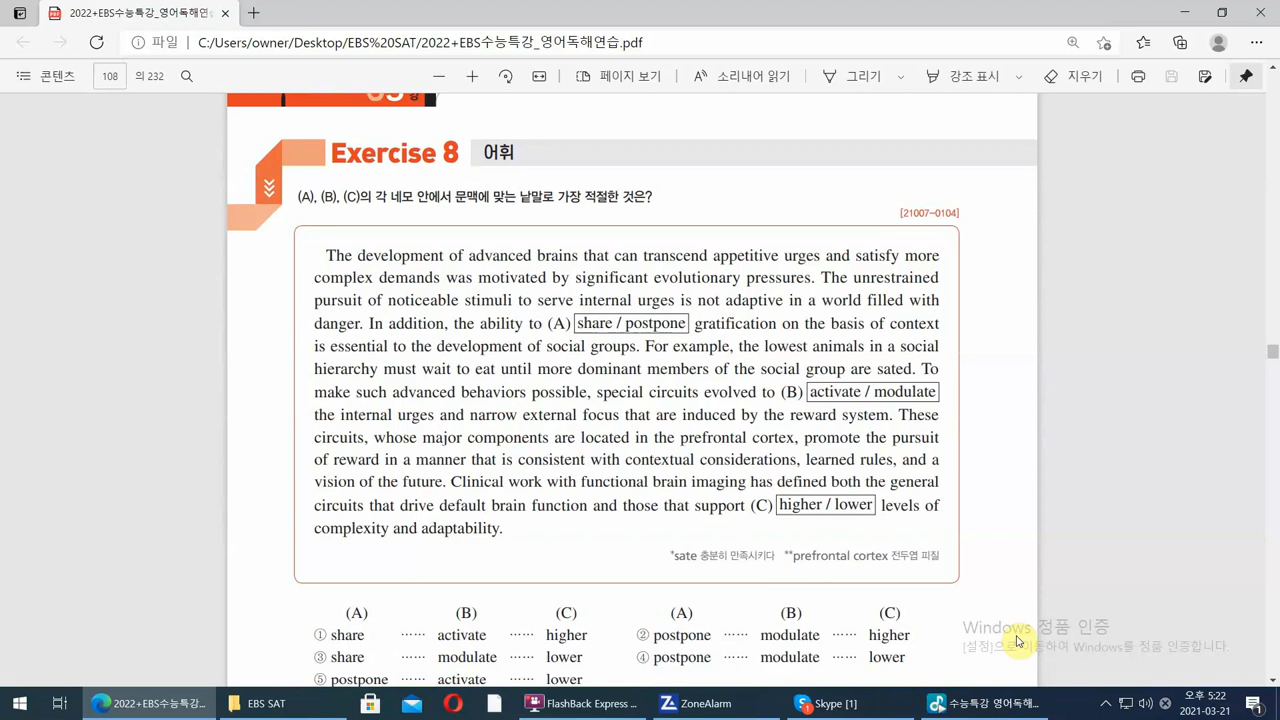 2022+EBS수능특강_영어독해연
파일
C:/Users/owner/Desktop/EBS%20SAT/2022+EBS수능특강_영어독해연습.pdf
콘텐츠
108
의 232
페이지 보기
소리내어 읽기
그리기
강조 표시
지우기
강
Exercise 8
어휘
(A), (B), (C)의 각 네모 안에서 문맥에 맞는 낱말로 가장 적절한 것은?
[21007-0104]
The development of advanced brains that can transcend appetitive urges and satisfy more
complex demands was motivated by significant evolutionary pressures. The unrestrained
pursuit of noticeable stimuli to serve internal urges is not adaptive in a world filled with
danger. In addition, the ability to (A) share / postpone gratification on the basis of context
is essential to the development of social groups. For example, the lowest animals in a social
hierarchy must wait to eat until more dominant members of the social group are sated. To
make such advanced behaviors possible, special circuits evolved to (B) activate / modulate
the internal urges and narrow external focus that are induced by the reward system. These
circuits, whose major components are located in the prefrontal cortex, promote the pursuit
of reward in a manner that is consistent with contextual considerations, learned rules, and a
vision of the future. Clinical work with functional brain imaging has defined both the general
circuits that drive default brain function and those that support (C) higher / lower levels of
complexity and adaptability.
*sate 충분히 만족시키다 **prefrontal cortex 전두엽 피질
(A) (B) (C) (A) (B) (C)
① share ······ activate ······ higher ② postpone ······ modulate ······ higher
③ share ······ modulate ······ lower ④ postpone ······ modulate ······ lower
⑤ postpone ······ activate ······ lower
Windows 정품 인증
[설정]으로 이동하여 Windows를 정품 인증합니다.
2022+EBS수능특강...
EBS SAT
FlashBack Express ...
ZoneAlarm
Skype [1]
수능특강 영어독해...
오후 5:22
2021-03-21